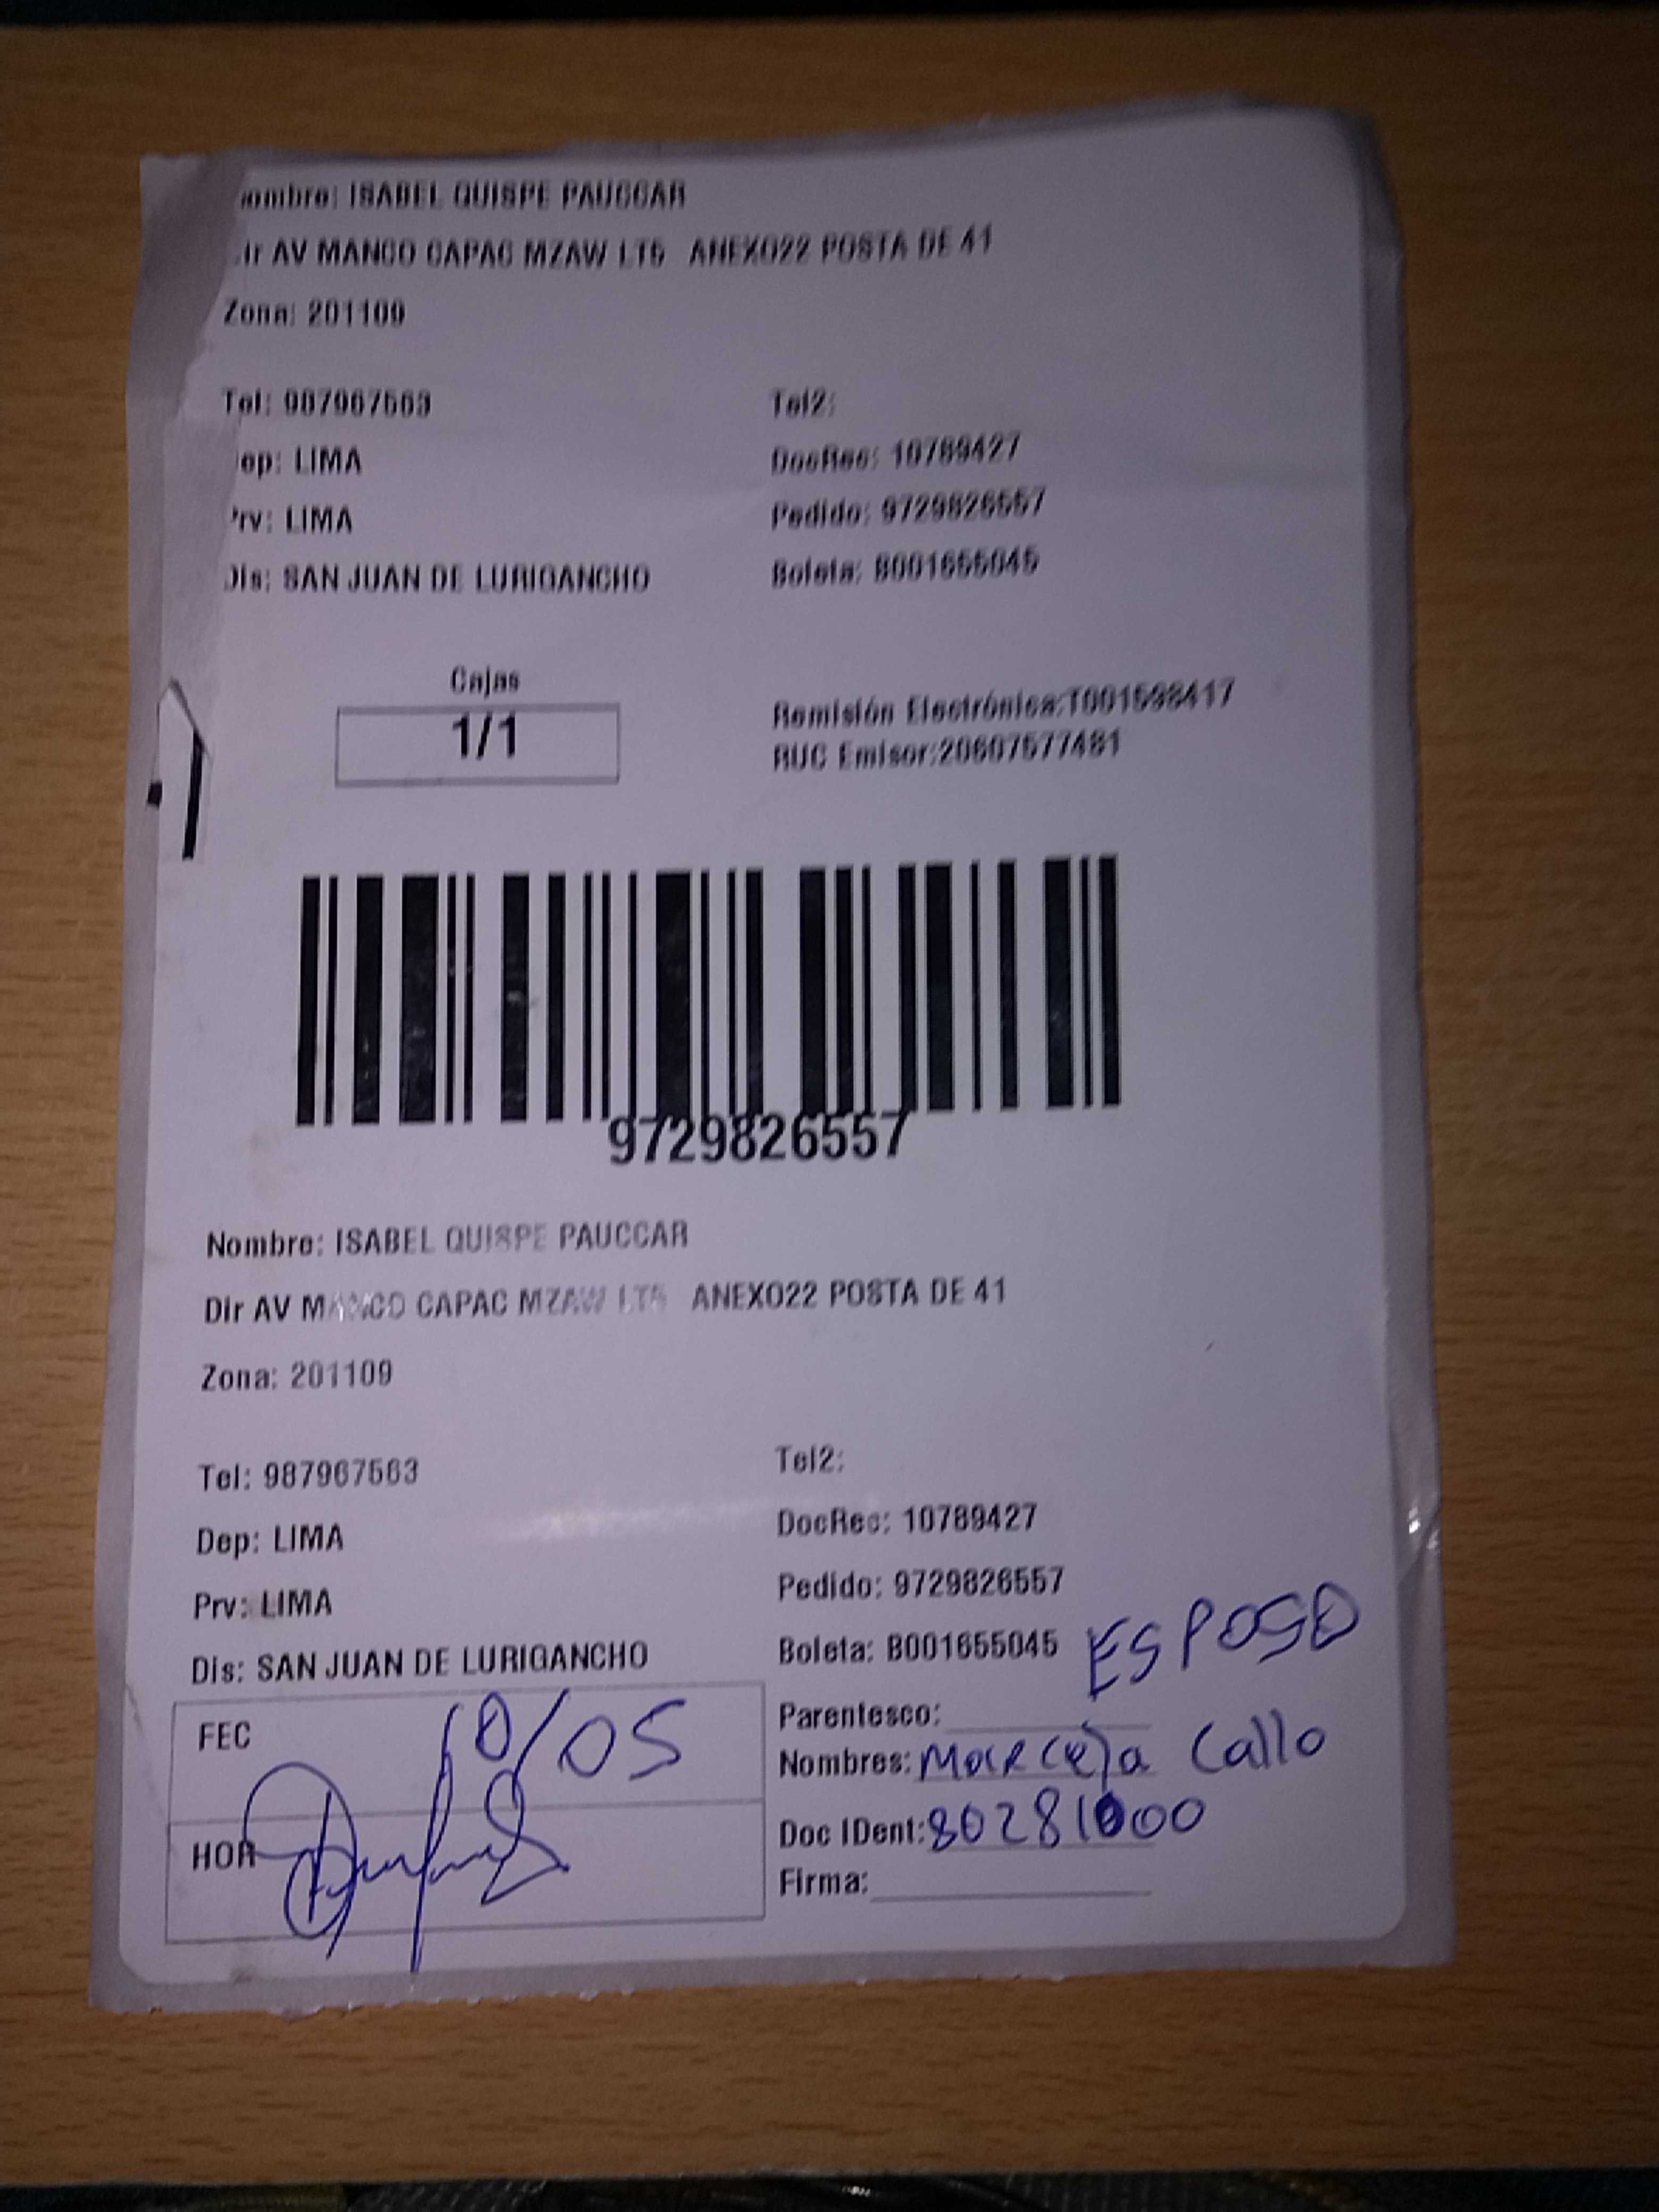 ombre: ISABEL QUISPE PAUCCAR
ir AV MANCO CAPAC MZAW LT5 ANEXO22 POSTA DE 41
Zona: 201109
Tel: 987967563 Tel2:
ep: LIMA DocRec: 10789427
rv: LIMA Pedido: 9729826557
Dis: SAN JUAN DE LURIGANCHO Boleta: B001655045
Cajas
1/1
Remisión Electrónica:T001598417
RUC Emisor:20607577481
9729826557
Nombre: ISABEL QUISPE PAUCCAR
Dir AV MANCO CAPAC MZAW LT5 ANEXO22 POSTA DE 41
Zona: 201109
Tel: 987967563 Tel2:
Dep: LIMA DocRec: 10789427
Prv: LIMA Pedido: 9729826557
Dis: SAN JUAN DE LURIGANCHO Boleta: B001655045
ESPOSO
FEC 10/05 Parentesco:
Nombres: Callo
HOR Doc IDent: 80281000
Firma: